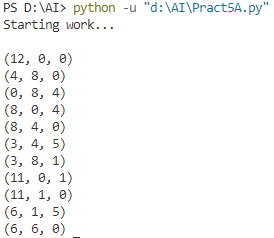 PS D:\AI> python -u "d:\AI\Pract5A.py"
Starting work...
(12, 0, 0)
(4, 8, 0)
(0, 8, 4)
(8, 0, 4)
(8, 4, 0)
(3, 4, 5)
(3, 8, 1)
(11, 0, 1)
(11, 1, 0)
(6, 1, 5)
(6, 6, 0)